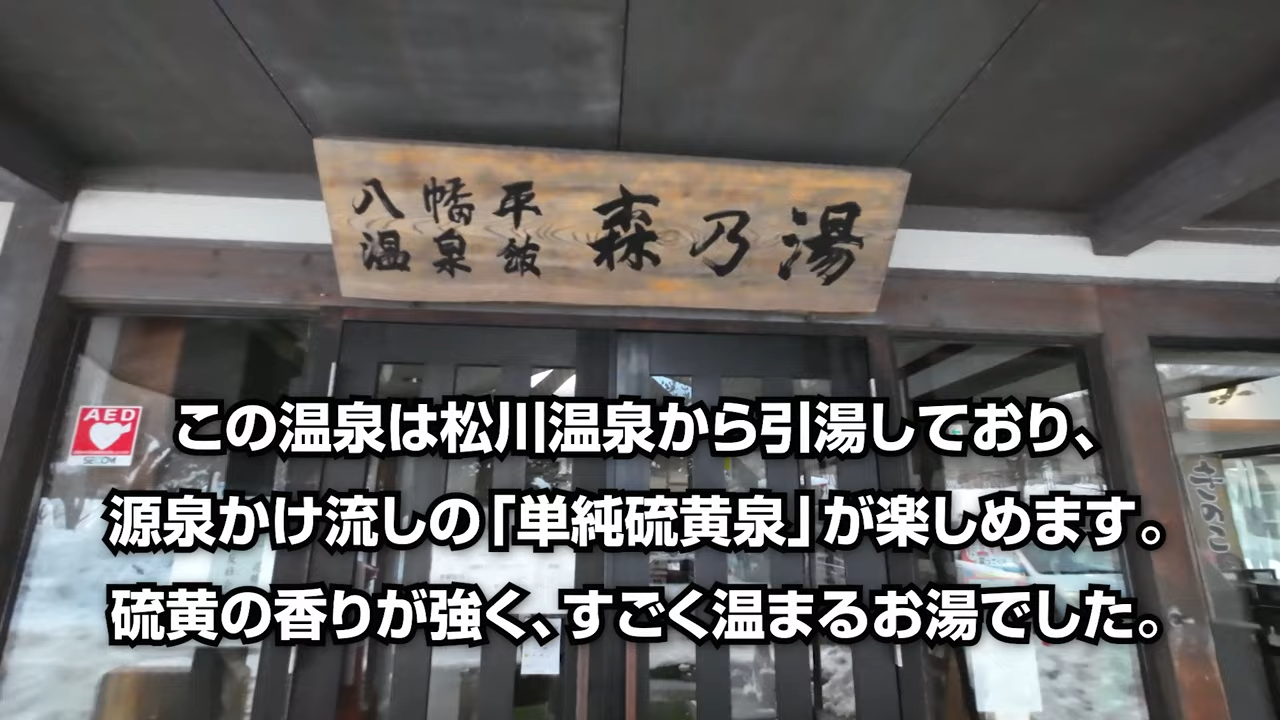 八幡平
温泉館
森乃湯
AED
SECOM
この温泉は松川温泉から引湯しており、
源泉かけ流しの「単純硫黄泉」が楽しめます。
硫黄の香りが強く、すごく温まるお湯でした。